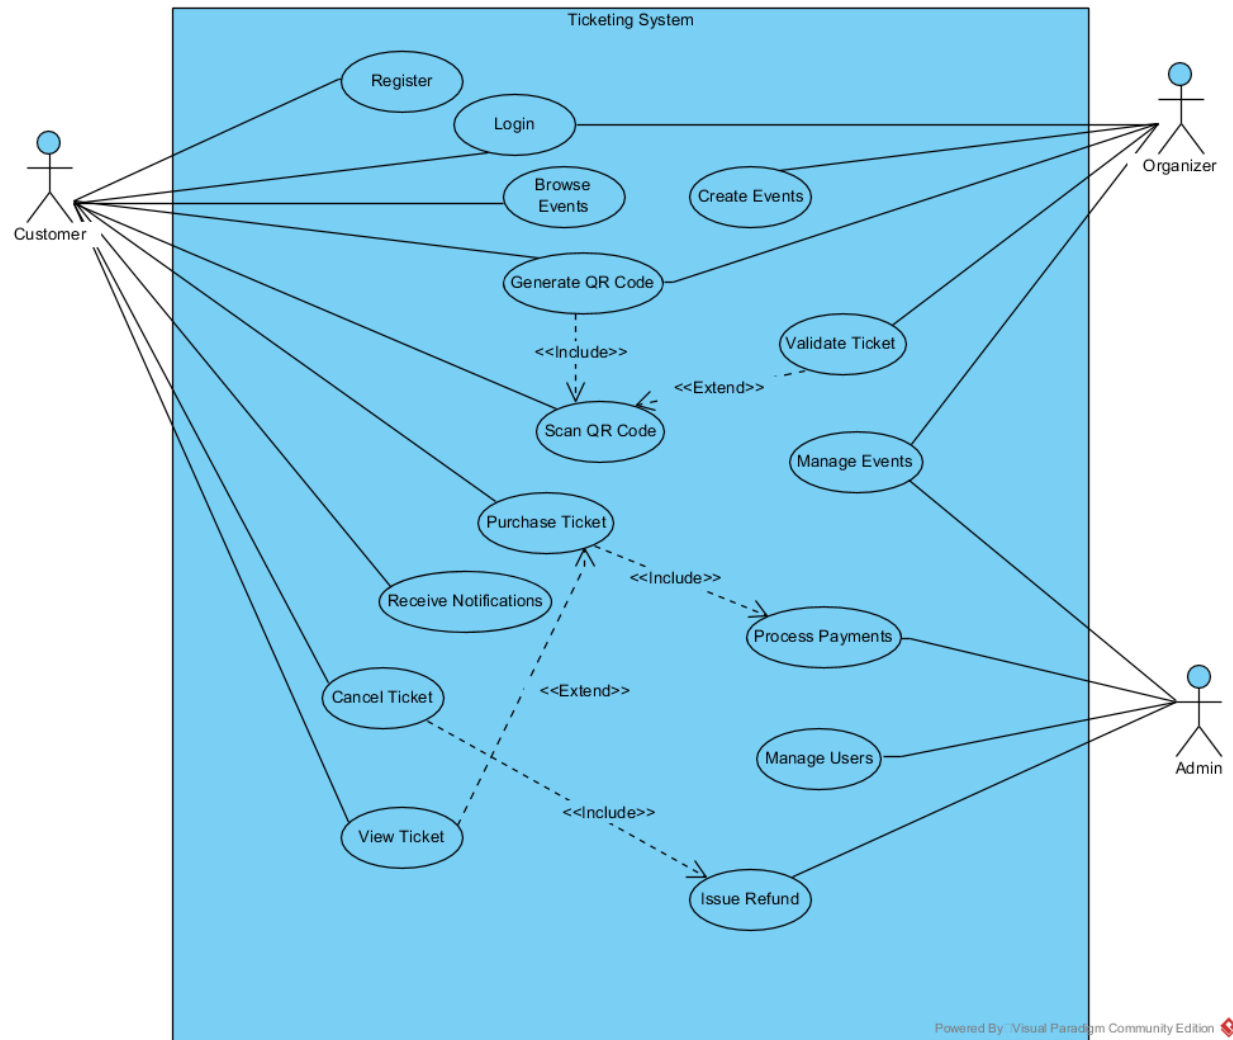 Ticketing System
Register
Login
Browse
Events
Create Events
Organizer
Customer
Generate QR Code
<<Include>>
Validate Ticket
<<Extend>>
Scan QR Code
Manage Events
Purchase Ticket
<<Include>>
Receive Notifications
Process Payments
<<Extend>>
Cancel Ticket
Manage Users
Admin
<<Include>>
View Ticket
Issue Refund
Powered By Visual Paradigm Community Edition